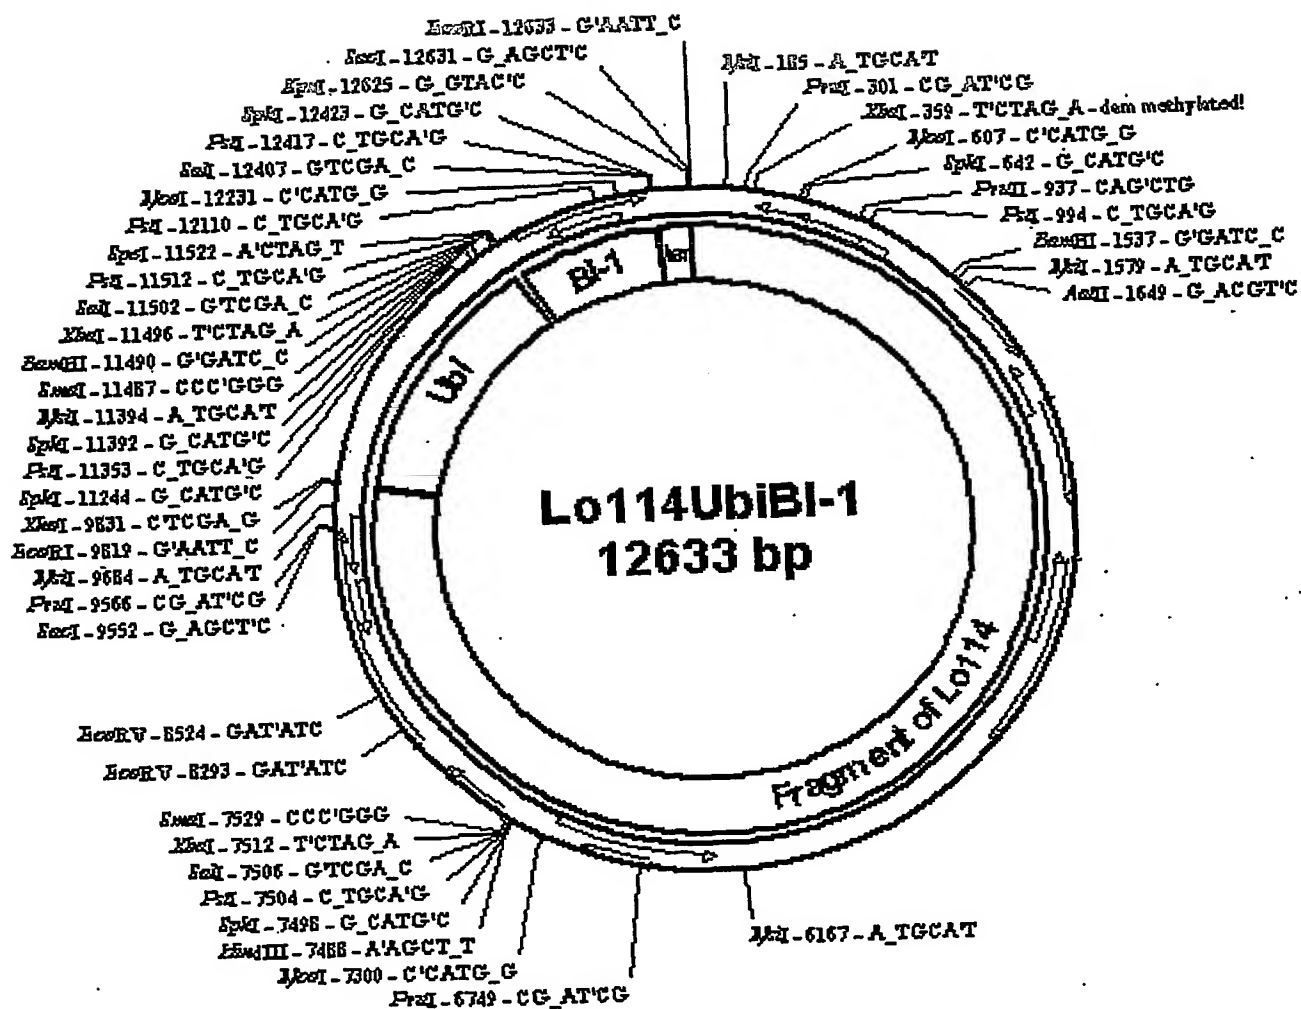 EcoRI-12633 - G'AATT_C
SacI-12631 - G_AGCT'C
KpnI-12625 - G_GTAC'C
SphI-12423 - G_CATG'C
PstI-12417 - C_TGCA'G
SalI-12407 - G'TCGA_C
NcoI-12231 - C'CATG_G
PstI-12110 - C_TGCA'G
SpeI-11522 - A'CTAG_T
PstI-11512 - C_TGCA'G
SalI-11502 - G'TCGA_C
XbaI-11496 - T'CTAG_A
BamHI-11490 - G'GATC_C
SmaI-11487 - CCC'GGG
NsiI-11394 - A_TGCA'T
SphI-11392 - G_CATG'C
PstI-11353 - C_TGCA'G
SphI-11244 - G_CATG'C
XhoI-9831 - C'TCGA_G
EcoRI-9819 - G'AATT_C
NsiI-9684 - A_TGCA'T
PvuI-9566 - CG_AT'CG
SacI-9552 - G_AGCT'C
EcoRV-8524 - GAT'ATC
EcoRV-8293 - GAT'ATC
SmaI-7529 - CCC'GGG
XbaI-7512 - T'CTAG_A
SalI-7506 - G'TCGA_C
PstI-7504 - C_TGCA'G
SphI-7498 - G_CATG'C
HindIII-7488 - A'AGCT_T
NcoI-7300 - C'CATG_G
PvuI-6749 - CG_AT'CG
NsiI-6167 - A_TGCA'T
NsiI-185 - A_TGCA'T
PvuI-301 - CG_AT'CG
XbaI-359 - T'CTAG_A - dam methylated!
NcoI-607 - C'CATG_G
SphI-642 - G_CATG'C
PvuII-937 - CAG'CTG
PstI-994 - C_TGCA'G
BamHI-1537 - G'GATC_C
NsiI-1579 - A_TGCA'T
AatII-1649 - G_ACGT'C
Ubi
BI-1
Lo114UbiBI-1
12633 bp
Fragment of Lo114